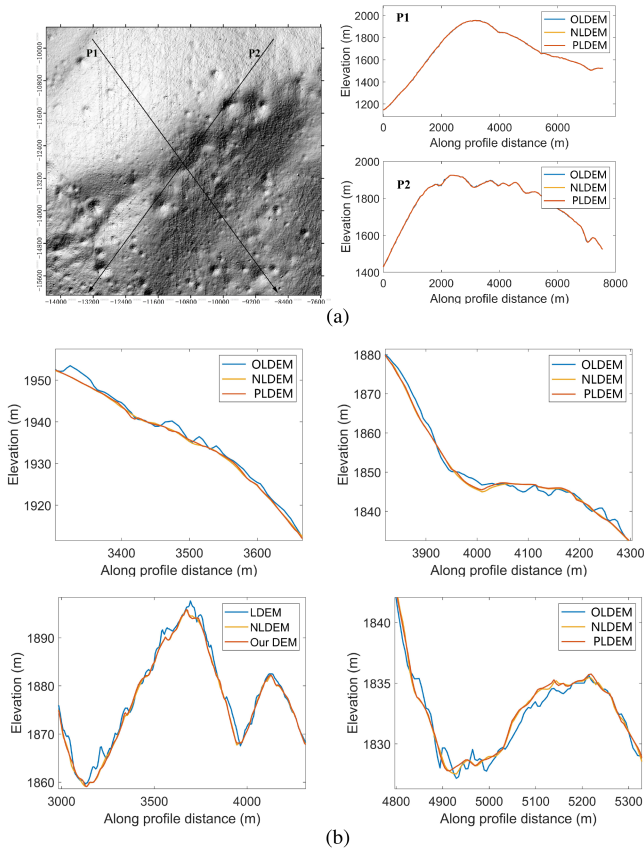 P1
P2
-10000
-10800
-11600
-12400
-13200
-14000
-14800
-15600
-14000 -13200 -12400 -11600 -10800 -10000 -9200 -8400 -7600
P1
OLDEM
NLDEM
PLDEM
Elevation (m)
2000
1800
1600
1400
1200
0 2000 4000 6000
Along profile distance (m)
P2
OLDEM
NLDEM
PLDEM
Elevation (m)
2000
1800
1600
1400
0 2000 4000 6000 8000
Along profile distance (m)
(a)
OLDEM
NLDEM
PLDEM
Elevation (m)
1950
1940
1930
1920
3400 3500 3600
Along profile distance (m)
OLDEM
NLDEM
PLDEM
Elevation (m)
1880
1870
1860
1850
1840
3900 4000 4100 4200 4300
Along profile distance (m)
LDEM
NLDEM
Our DEM
Elevation (m)
1890
1880
1870
1860
3000 3500 4000
Along profile distance (m)
OLDEM
NLDEM
PLDEM
Elevation (m)
1840
1835
1830
4800 4900 5000 5100 5200 5300
Along profile distance (m)
(b)